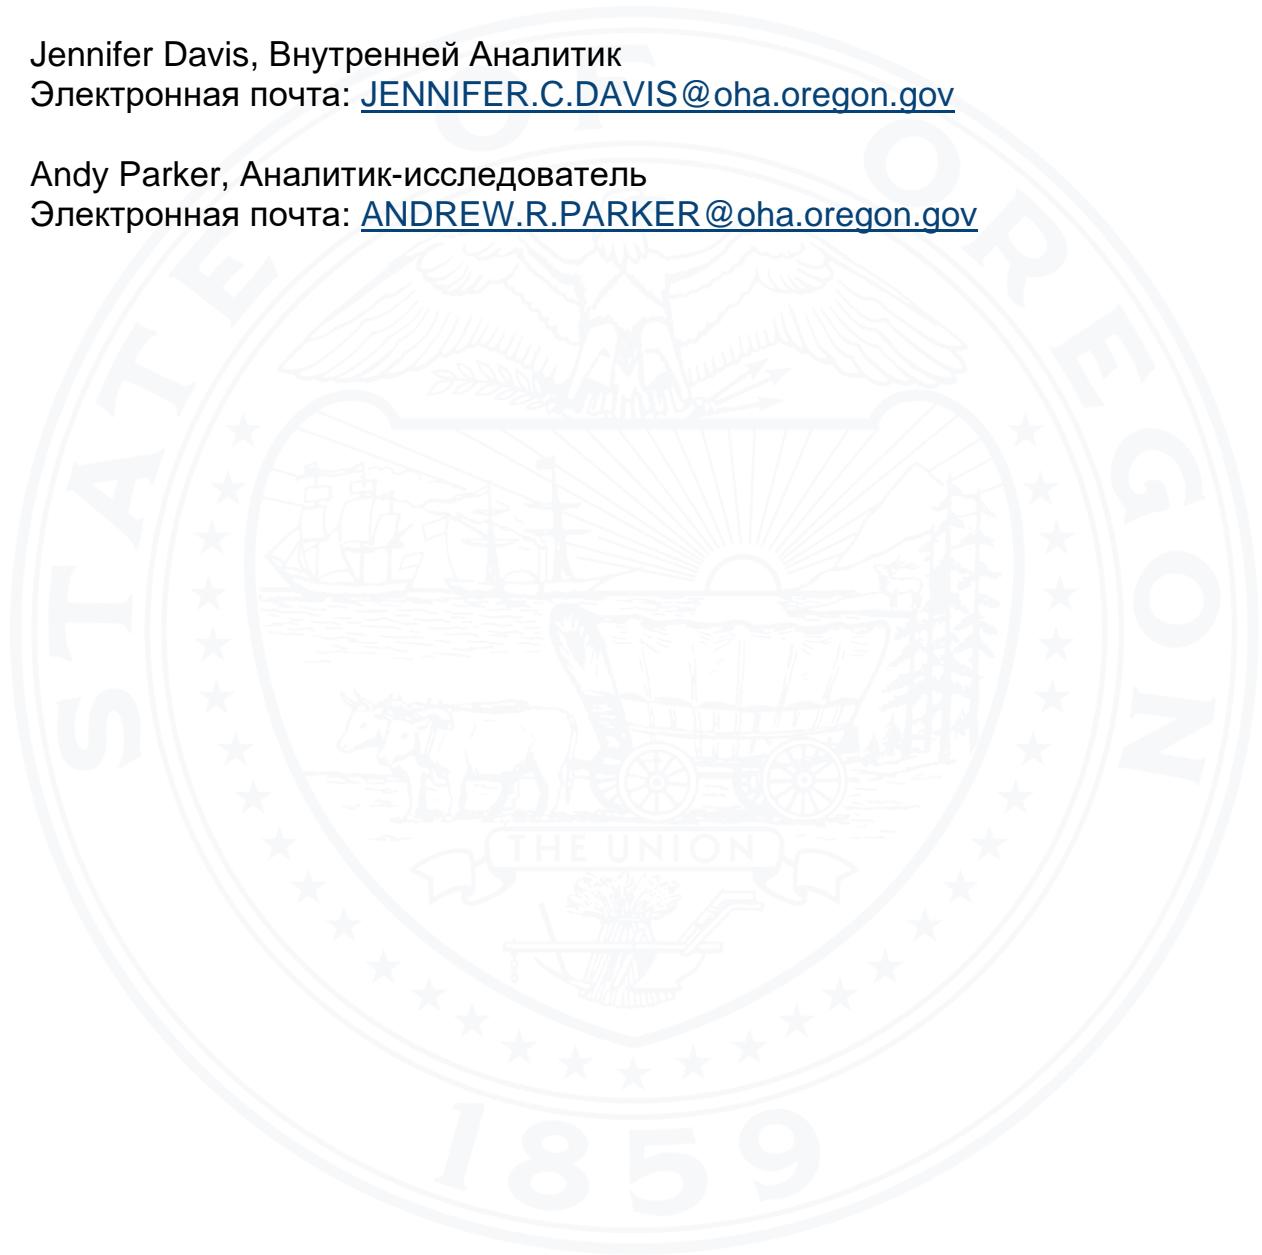 Jennifer Davis, Внутренней Аналитик
Электронная почта: JENNIFER.C.DAVIS@oha.oregon.gov
Andy Parker, Аналитик-исследователь
Электронная почта: ANDREW.R.PARKER@oha.oregon.gov
STATE OF OREGON
THE UNION
1859